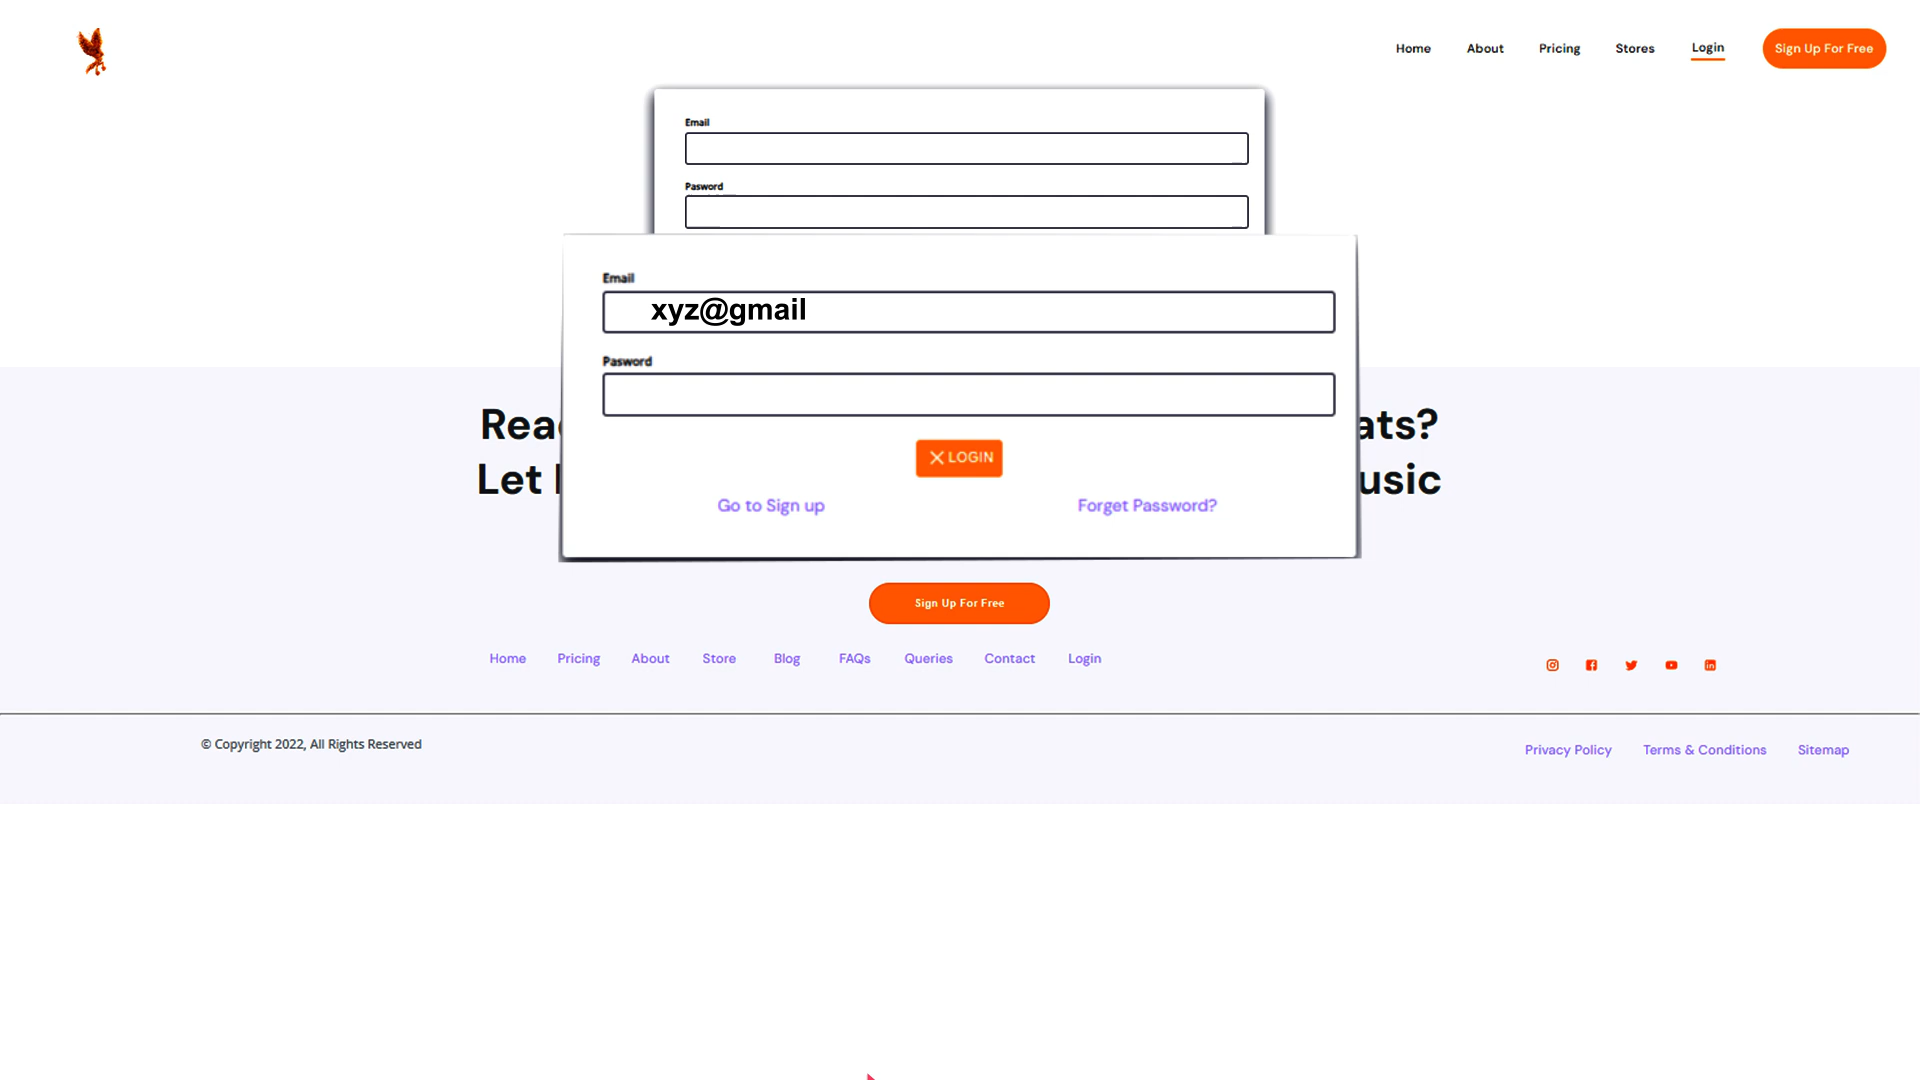 Home About Pricing Stores Login Sign Up For Free
Email
Pasword
Email
xyz@gmail
Pasword
ats?
Let usic
LOGIN
Go to Sign up Forget Password?
Sign Up For Free
Home Pricing About Store Blog FAQs Queries Contact Login
© Copyright 2022, All Rights Reserved
Privacy Policy Terms & Conditions Sitemap